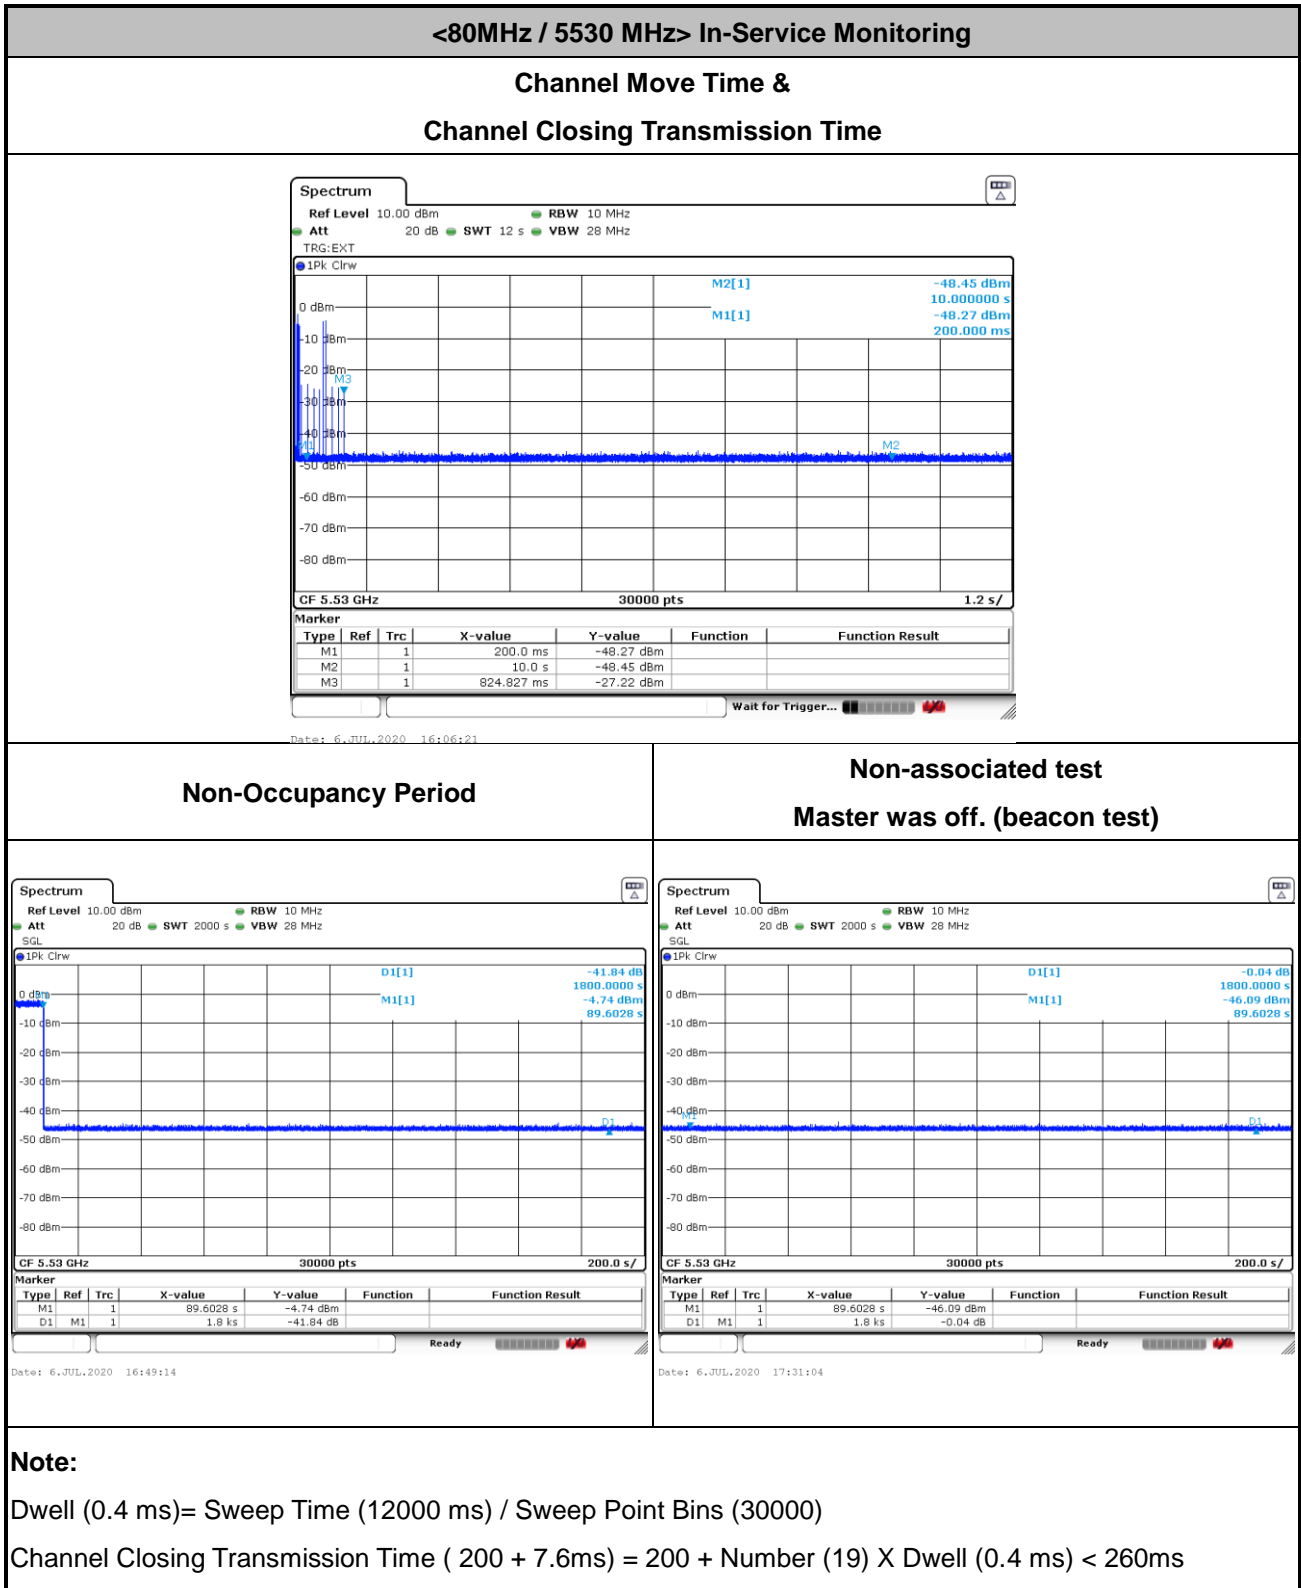 <80MHz / 5530 MHz> In-Service Monitoring
Channel Move Time &
Channel Closing Transmission Time
Spectrum
Ref Level 10.00 dBm RBW 10 MHz
Att 20 dB SWT 12 s VBW 28 MHz
TRG:EXT
1Pk Clrw
M2[1] -48.45 dBm
10.000000 s
0 dBm
M1[1] -48.27 dBm
200.000 ms
-10 dBm
-20 dBm
M3
-30 dBm
-40 dBm
M1 M2
-50 dBm
-60 dBm
-70 dBm
-80 dBm
CF 5.53 GHz 30000 pts 1.2 s/
Marker
Type Ref Trc X-value Y-value Function Function Result
M1 1 200.0 ms -48.27 dBm
M2 1 10.0 s -48.45 dBm
M3 1 824.827 ms -27.22 dBm
Wait for Trigger...
Date: 6.JUL.2020 16:06:21
Non-Occupancy Period
Non-associated test
Master was off. (beacon test)
Spectrum
Ref Level 10.00 dBm RBW 10 MHz
Att 20 dB SWT 2000 s VBW 28 MHz
SGL
1Pk Clrw
D1[1] -41.84 dB
1800.0000 s
0 dBm
M1[1] -4.74 dBm
89.6028 s
-10 dBm
-20 dBm
-30 dBm
-40 dBm
D1
-50 dBm
-60 dBm
-70 dBm
-80 dBm
CF 5.53 GHz 30000 pts 200.0 s/
Marker
Type Ref Trc X-value Y-value Function Function Result
M1 1 89.6028 s -4.74 dBm
D1 M1 1 1.8 ks -41.84 dB
Ready
Date: 6.JUL.2020 16:49:14
Spectrum
Ref Level 10.00 dBm RBW 10 MHz
Att 20 dB SWT 2000 s VBW 28 MHz
SGL
1Pk Clrw
D1[1] -0.04 dB
1800.0000 s
0 dBm
M1[1] -46.09 dBm
89.6028 s
-10 dBm
-20 dBm
-30 dBm
-40 dBm
M1 D1
-50 dBm
-60 dBm
-70 dBm
-80 dBm
CF 5.53 GHz 30000 pts 200.0 s/
Marker
Type Ref Trc X-value Y-value Function Function Result
M1 1 89.6028 s -46.09 dBm
D1 M1 1 1.8 ks -0.04 dB
Ready
Date: 6.JUL.2020 17:31:04
Note:
Dwell (0.4 ms)= Sweep Time (12000 ms) / Sweep Point Bins (30000)
Channel Closing Transmission Time ( 200 + 7.6ms) = 200 + Number (19) X Dwell (0.4 ms) < 260ms